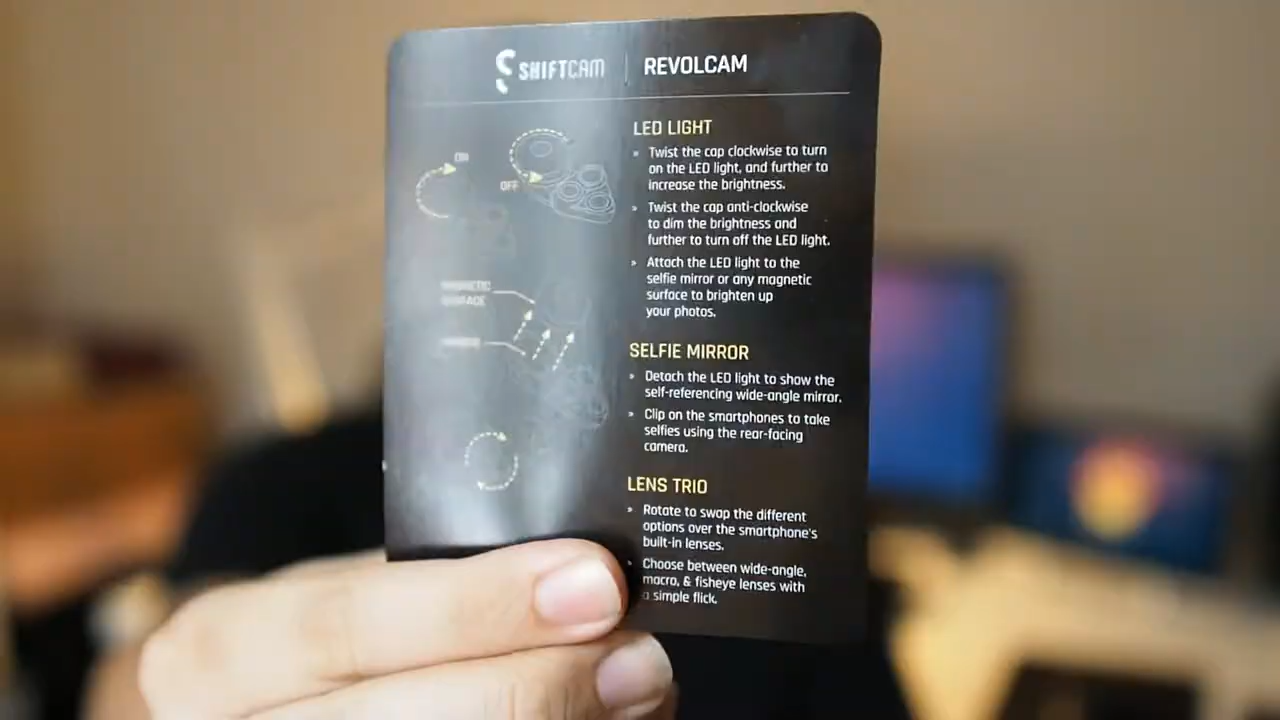 SHIFTCAM | REVOLCAM
LED LIGHT
» Twist the cap clockwise to turn
on the LED light, and further to
increase the brightness.
» Twist the cap anti-clockwise
to dim the brightness and
further to turn off the LED light.
» Attach the LED light to the
selfie mirror or any magnetic
surface to brighten up
your photos.
SELFIE MIRROR
» Detach the LED light to show the
self-referencing wide-angle mirror.
» Clip on the smartphones to take
selfies using the rear-facing
camera.
LENS TRIO
» Rotate to swap the different
options over the smartphone's
built-in lenses.
» Choose between wide-angle,
macro, & fisheye lenses with
a simple flick.
ON
OFF
MAGNETIC
SURFACE